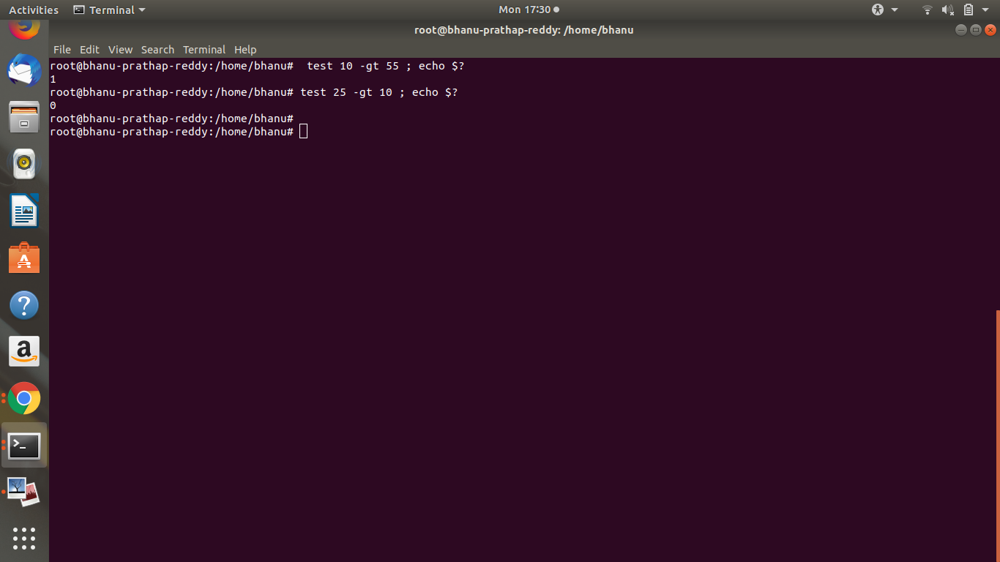 Activities Terminal Mon 17:30
root@bhanu-prathap-reddy: /home/bhanu
File Edit View Search Terminal Help
root@bhanu-prathap-reddy:/home/bhanu#  test 10 -gt 55 ; echo $?
1
root@bhanu-prathap-reddy:/home/bhanu# test 25 -gt 10 ; echo $?
0
root@bhanu-prathap-reddy:/home/bhanu#
root@bhanu-prathap-reddy:/home/bhanu#